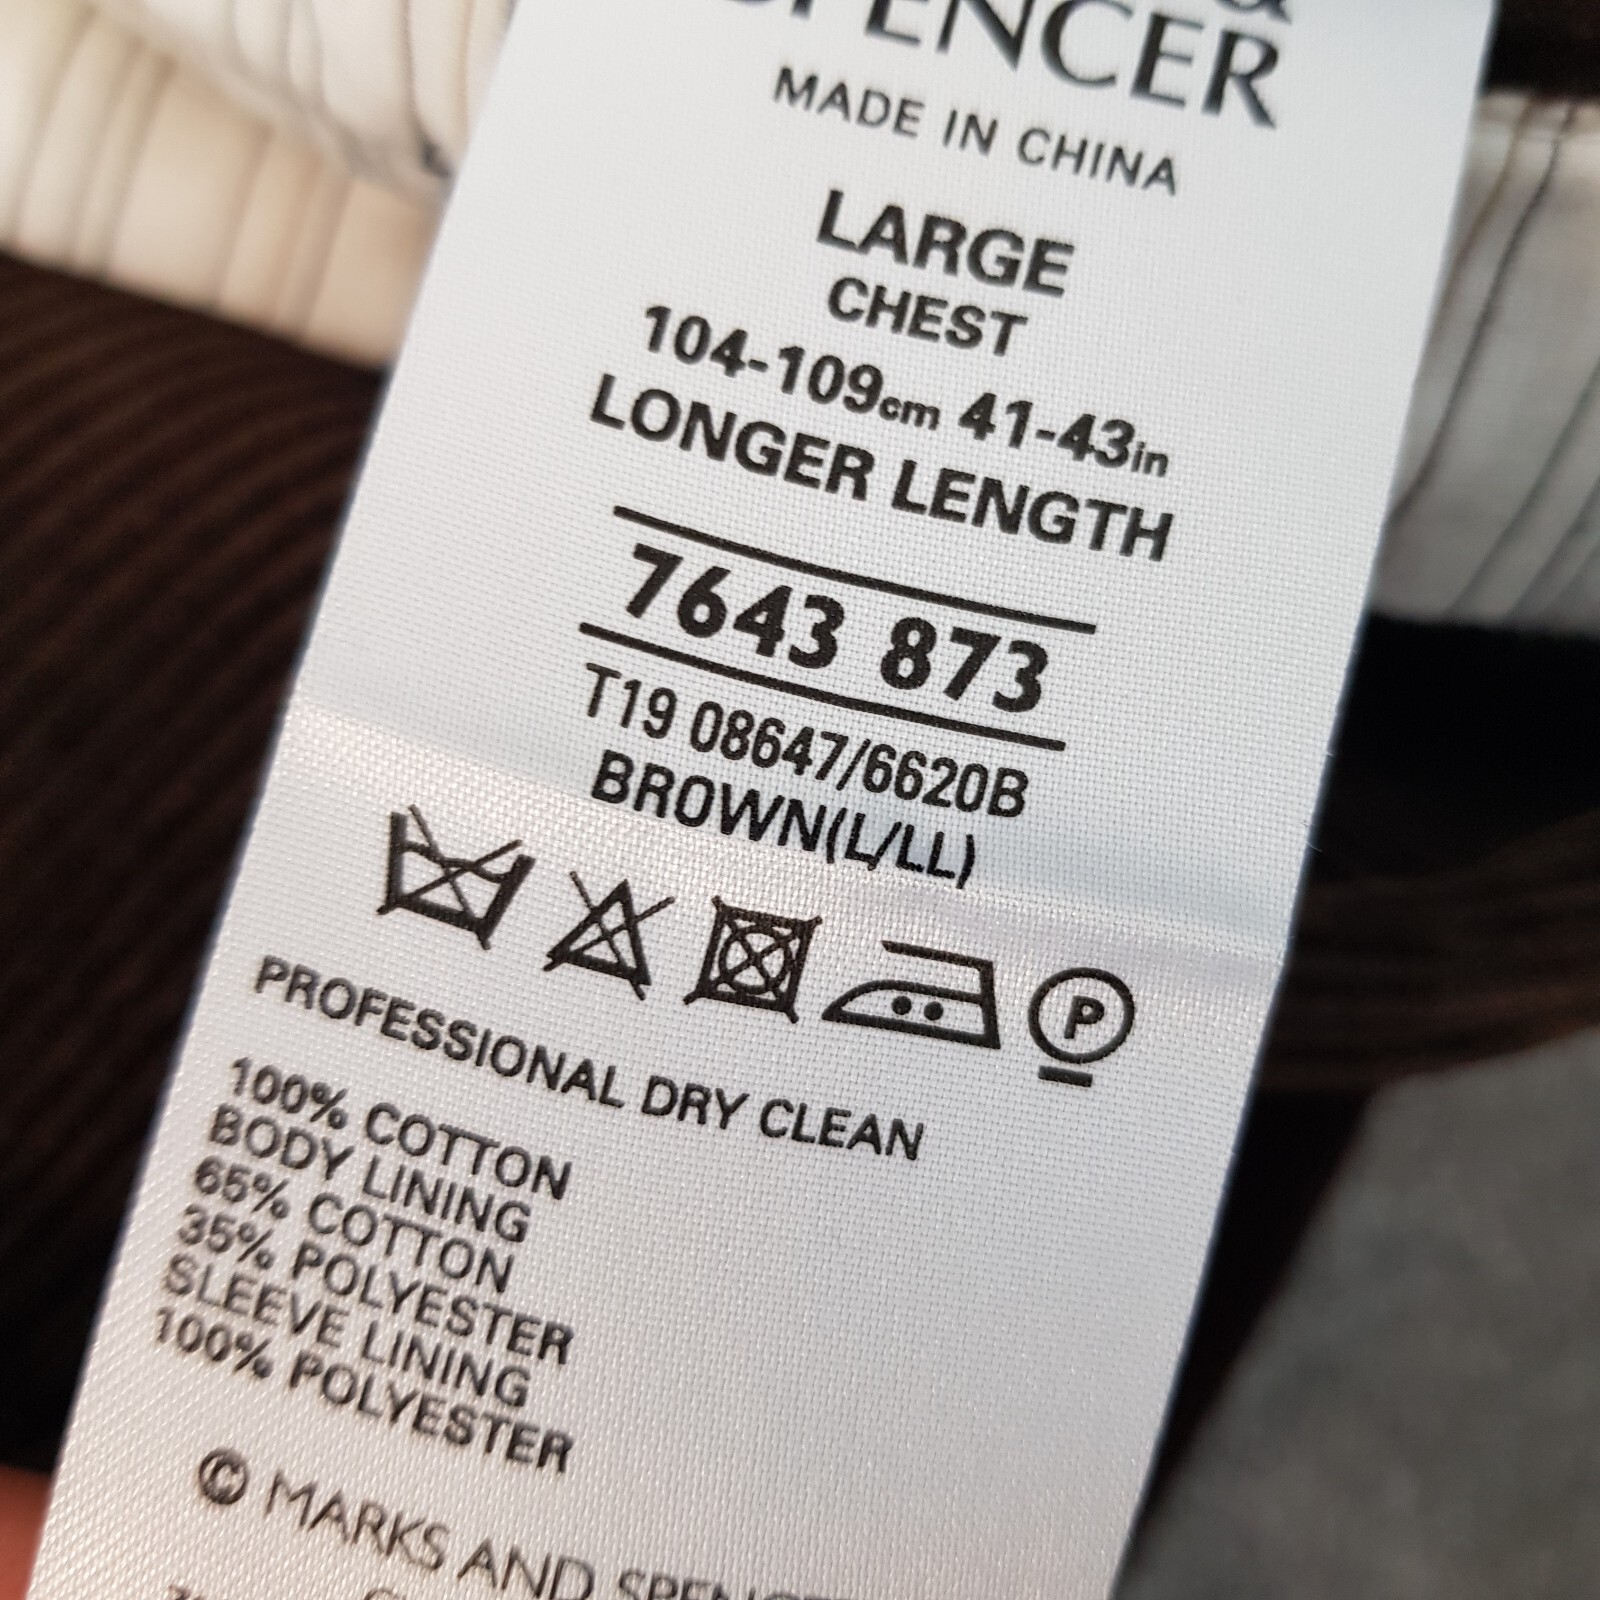 SPENCER
MADE IN CHINA
LARGE
CHEST
104-109cm 41-43in
LONGER LENGTH
7643 873
T19 08647/6620B
BROWN(L/LL)
P
PROFESSIONAL DRY CLEAN
100% COTTON
BODY LINING
65% COTTON
35% POLYESTER
SLEEVE LINING
100% POLYESTER
© MARKS AND SPENCER